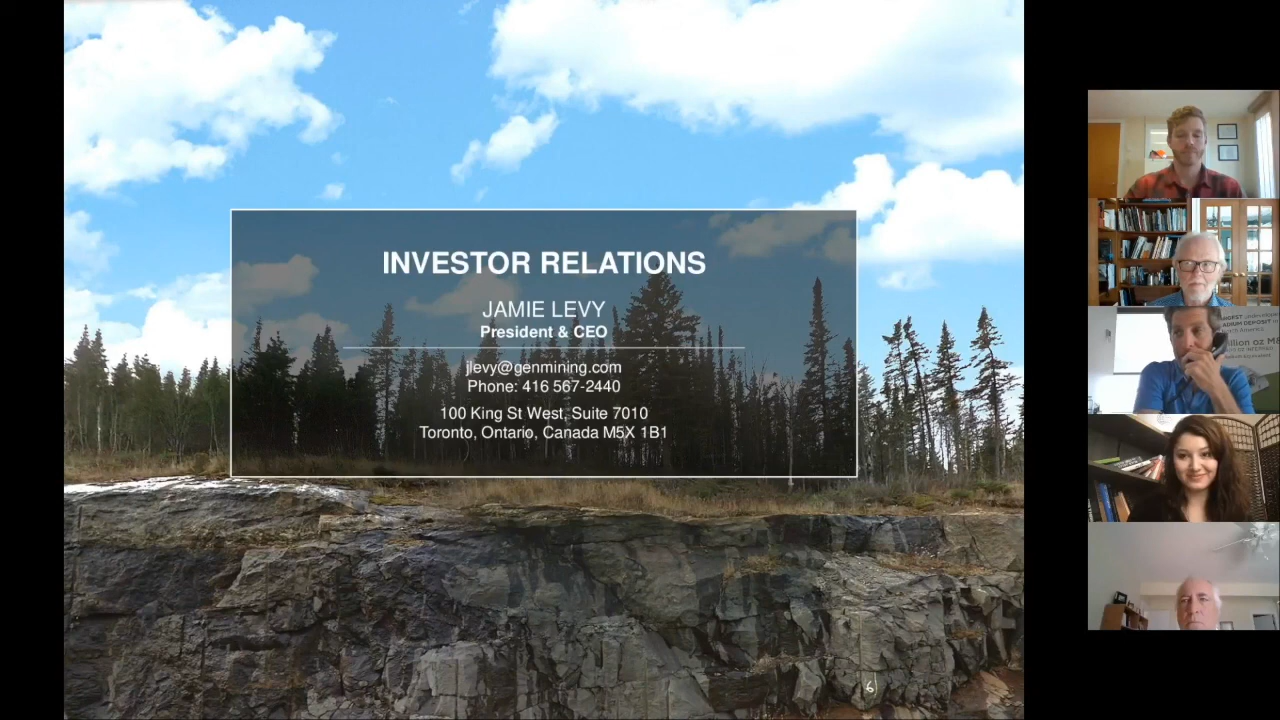 INVESTOR RELATIONS
JAMIE LEVY
President & CEO
jlevy@genmining.com
Phone: 416 567-2440
100 King St West, Suite 7010
Toronto, Ontario, Canada M5X 1B1
6